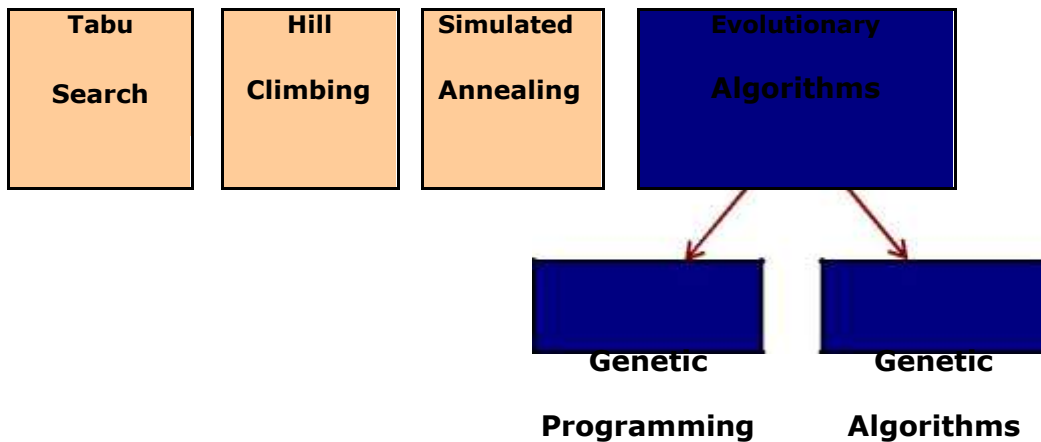 Tabu
Search
Hill
Climbing
Simulated
Annealing
Evolutionary
Algorithms
Genetic
Programming
Genetic
Algorithms